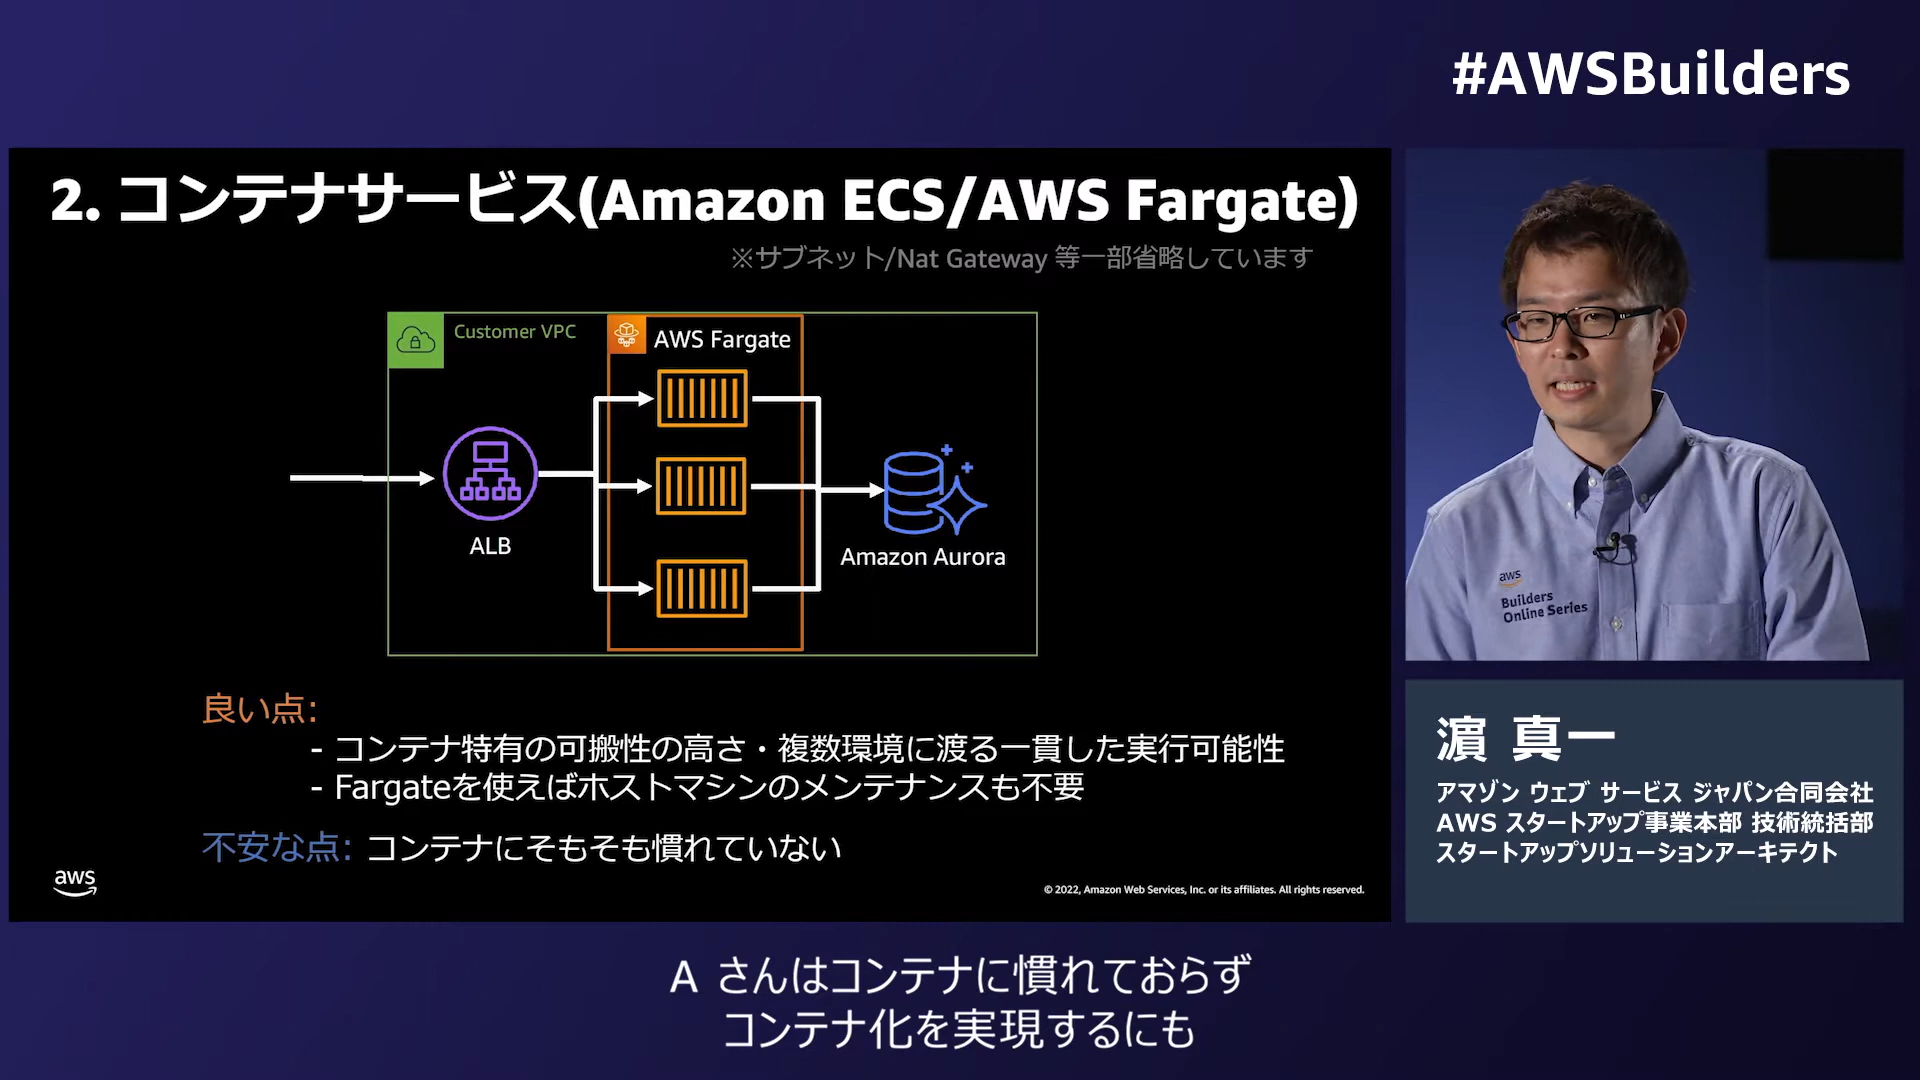 #AWSBuilders
2. コンテナサービス(Amazon ECS/AWS Fargate)
※サブネット/Nat Gateway 等一部省略しています
Customer VPC
AWS Fargate
ALB
Amazon Aurora
良い点:
- コンテナ特有の可搬性の高さ・複数環境に渡る一貫した実行可能性
- Fargateを使えばホストマシンのメンテナンスも不要
不安な点: コンテナにそもそも慣れていない
aws
© 2022, Amazon Web Services, Inc. or its affiliates. All rights reserved.
aws
Builders
Online Series
濵 真一
アマゾン ウェブ サービス ジャパン合同会社
AWS スタートアップ事業本部 技術統括部
スタートアップソリューションアーキテクト
A さんはコンテナに慣れておらず
コンテナ化を実現するにも